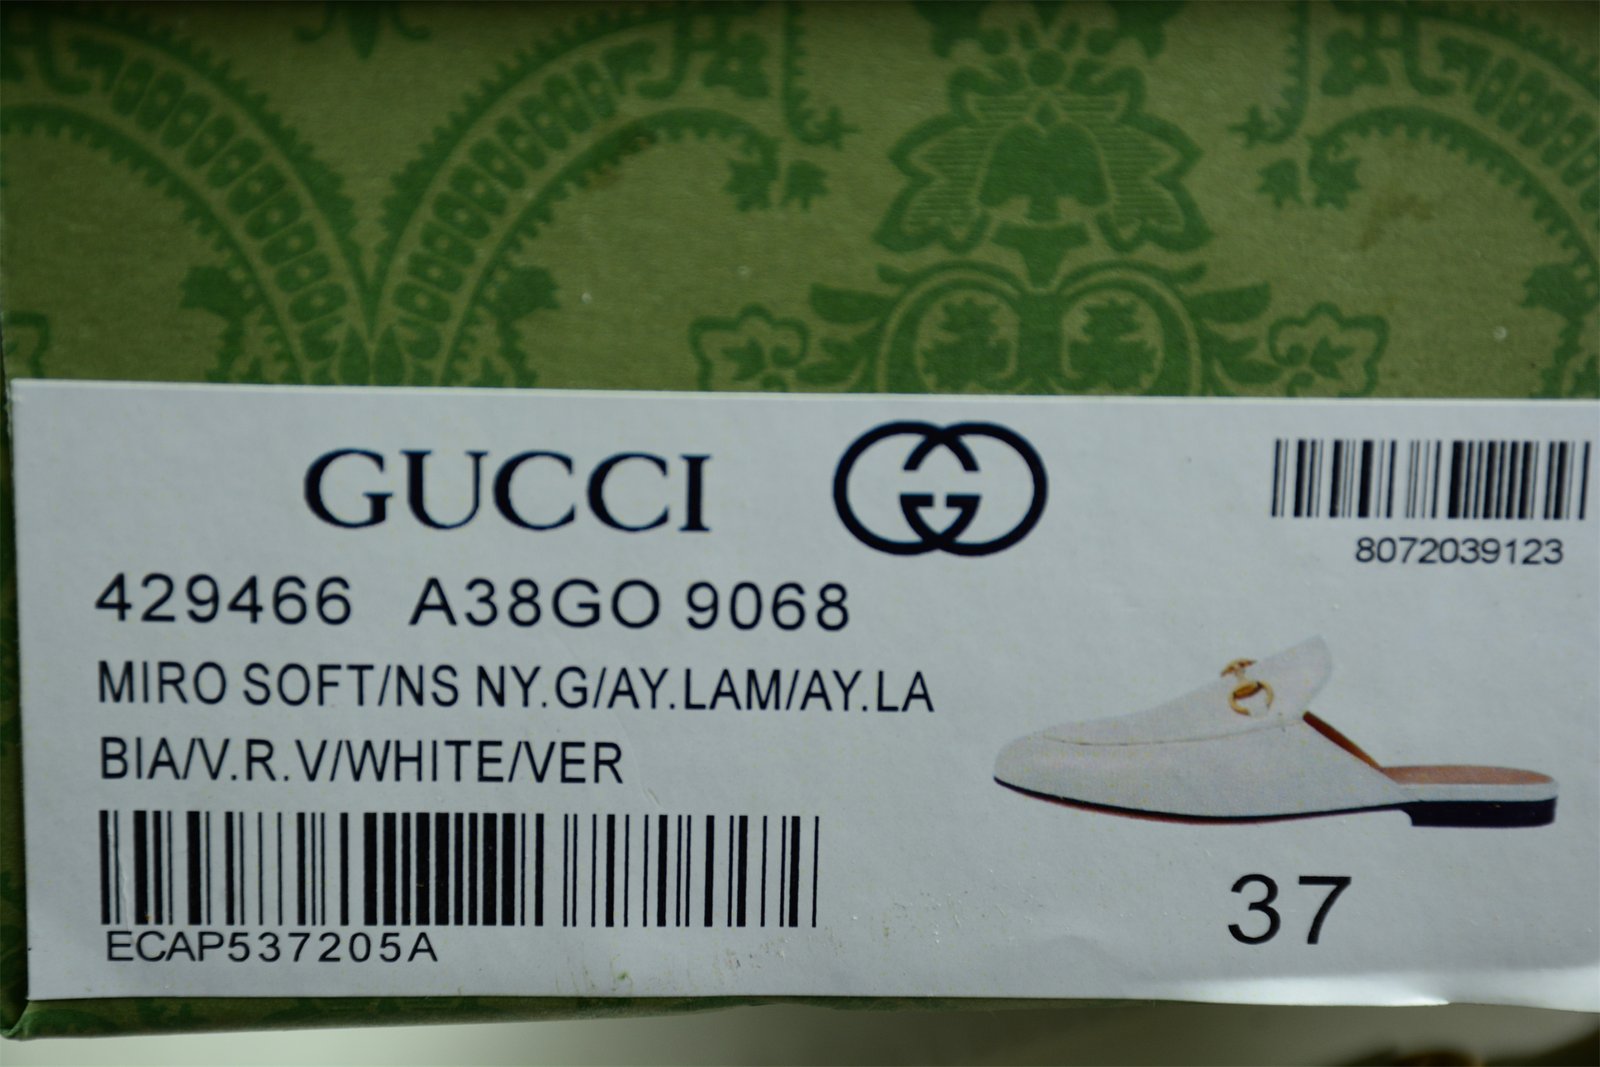 GUCCI
8072039123
429466 A38GO 9068
MIRO SOFT/NS NY.G/AY.LAM/AY.LA
BIA/V.R.V/WHITE/VER
ECAP537205A
37